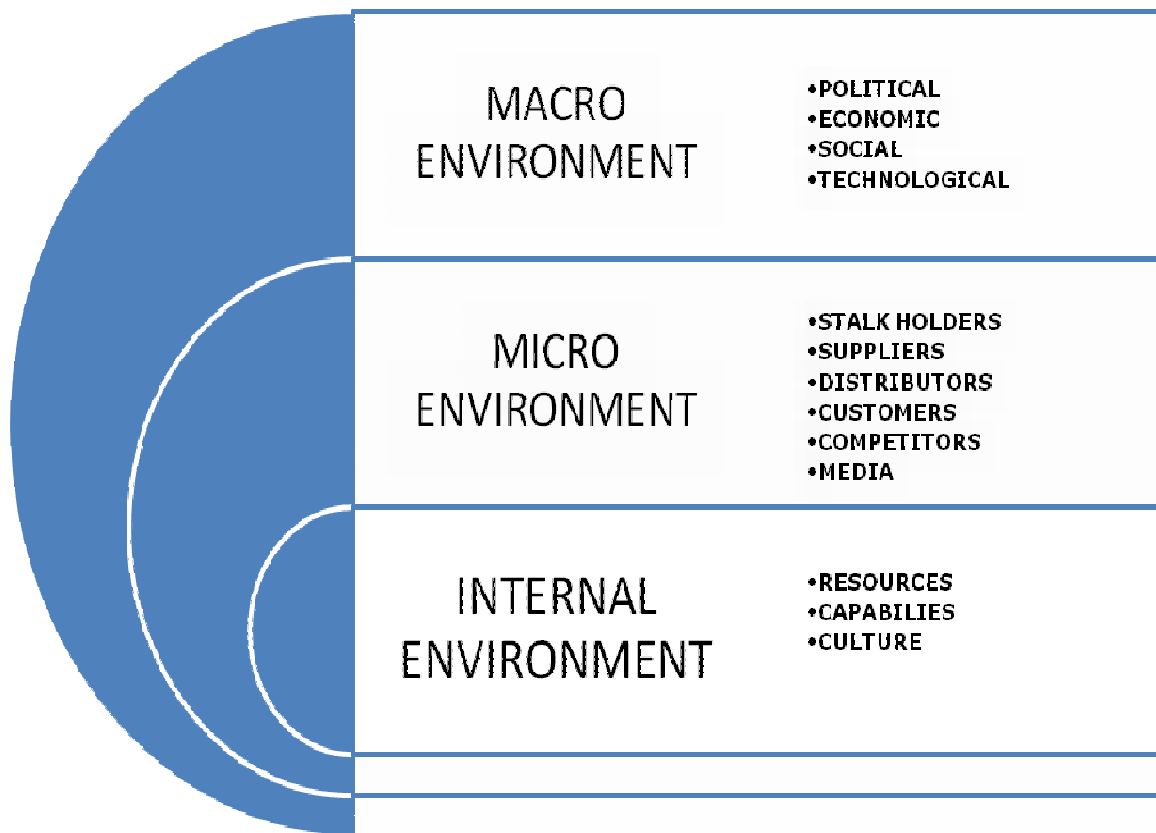 MACRO
ENVIRONMENT
•POLITICAL
•ECONOMIC
•SOCIAL
•TECHNOLOGICAL
MICRO
ENVIRONMENT
•STALK HOLDERS
•SUPPLIERS
•DISTRIBUTORS
•CUSTOMERS
•COMPETITORS
•MEDIA
INTERNAL
ENVIRONMENT
•RESOURCES
•CAPABILIES
•CULTURE